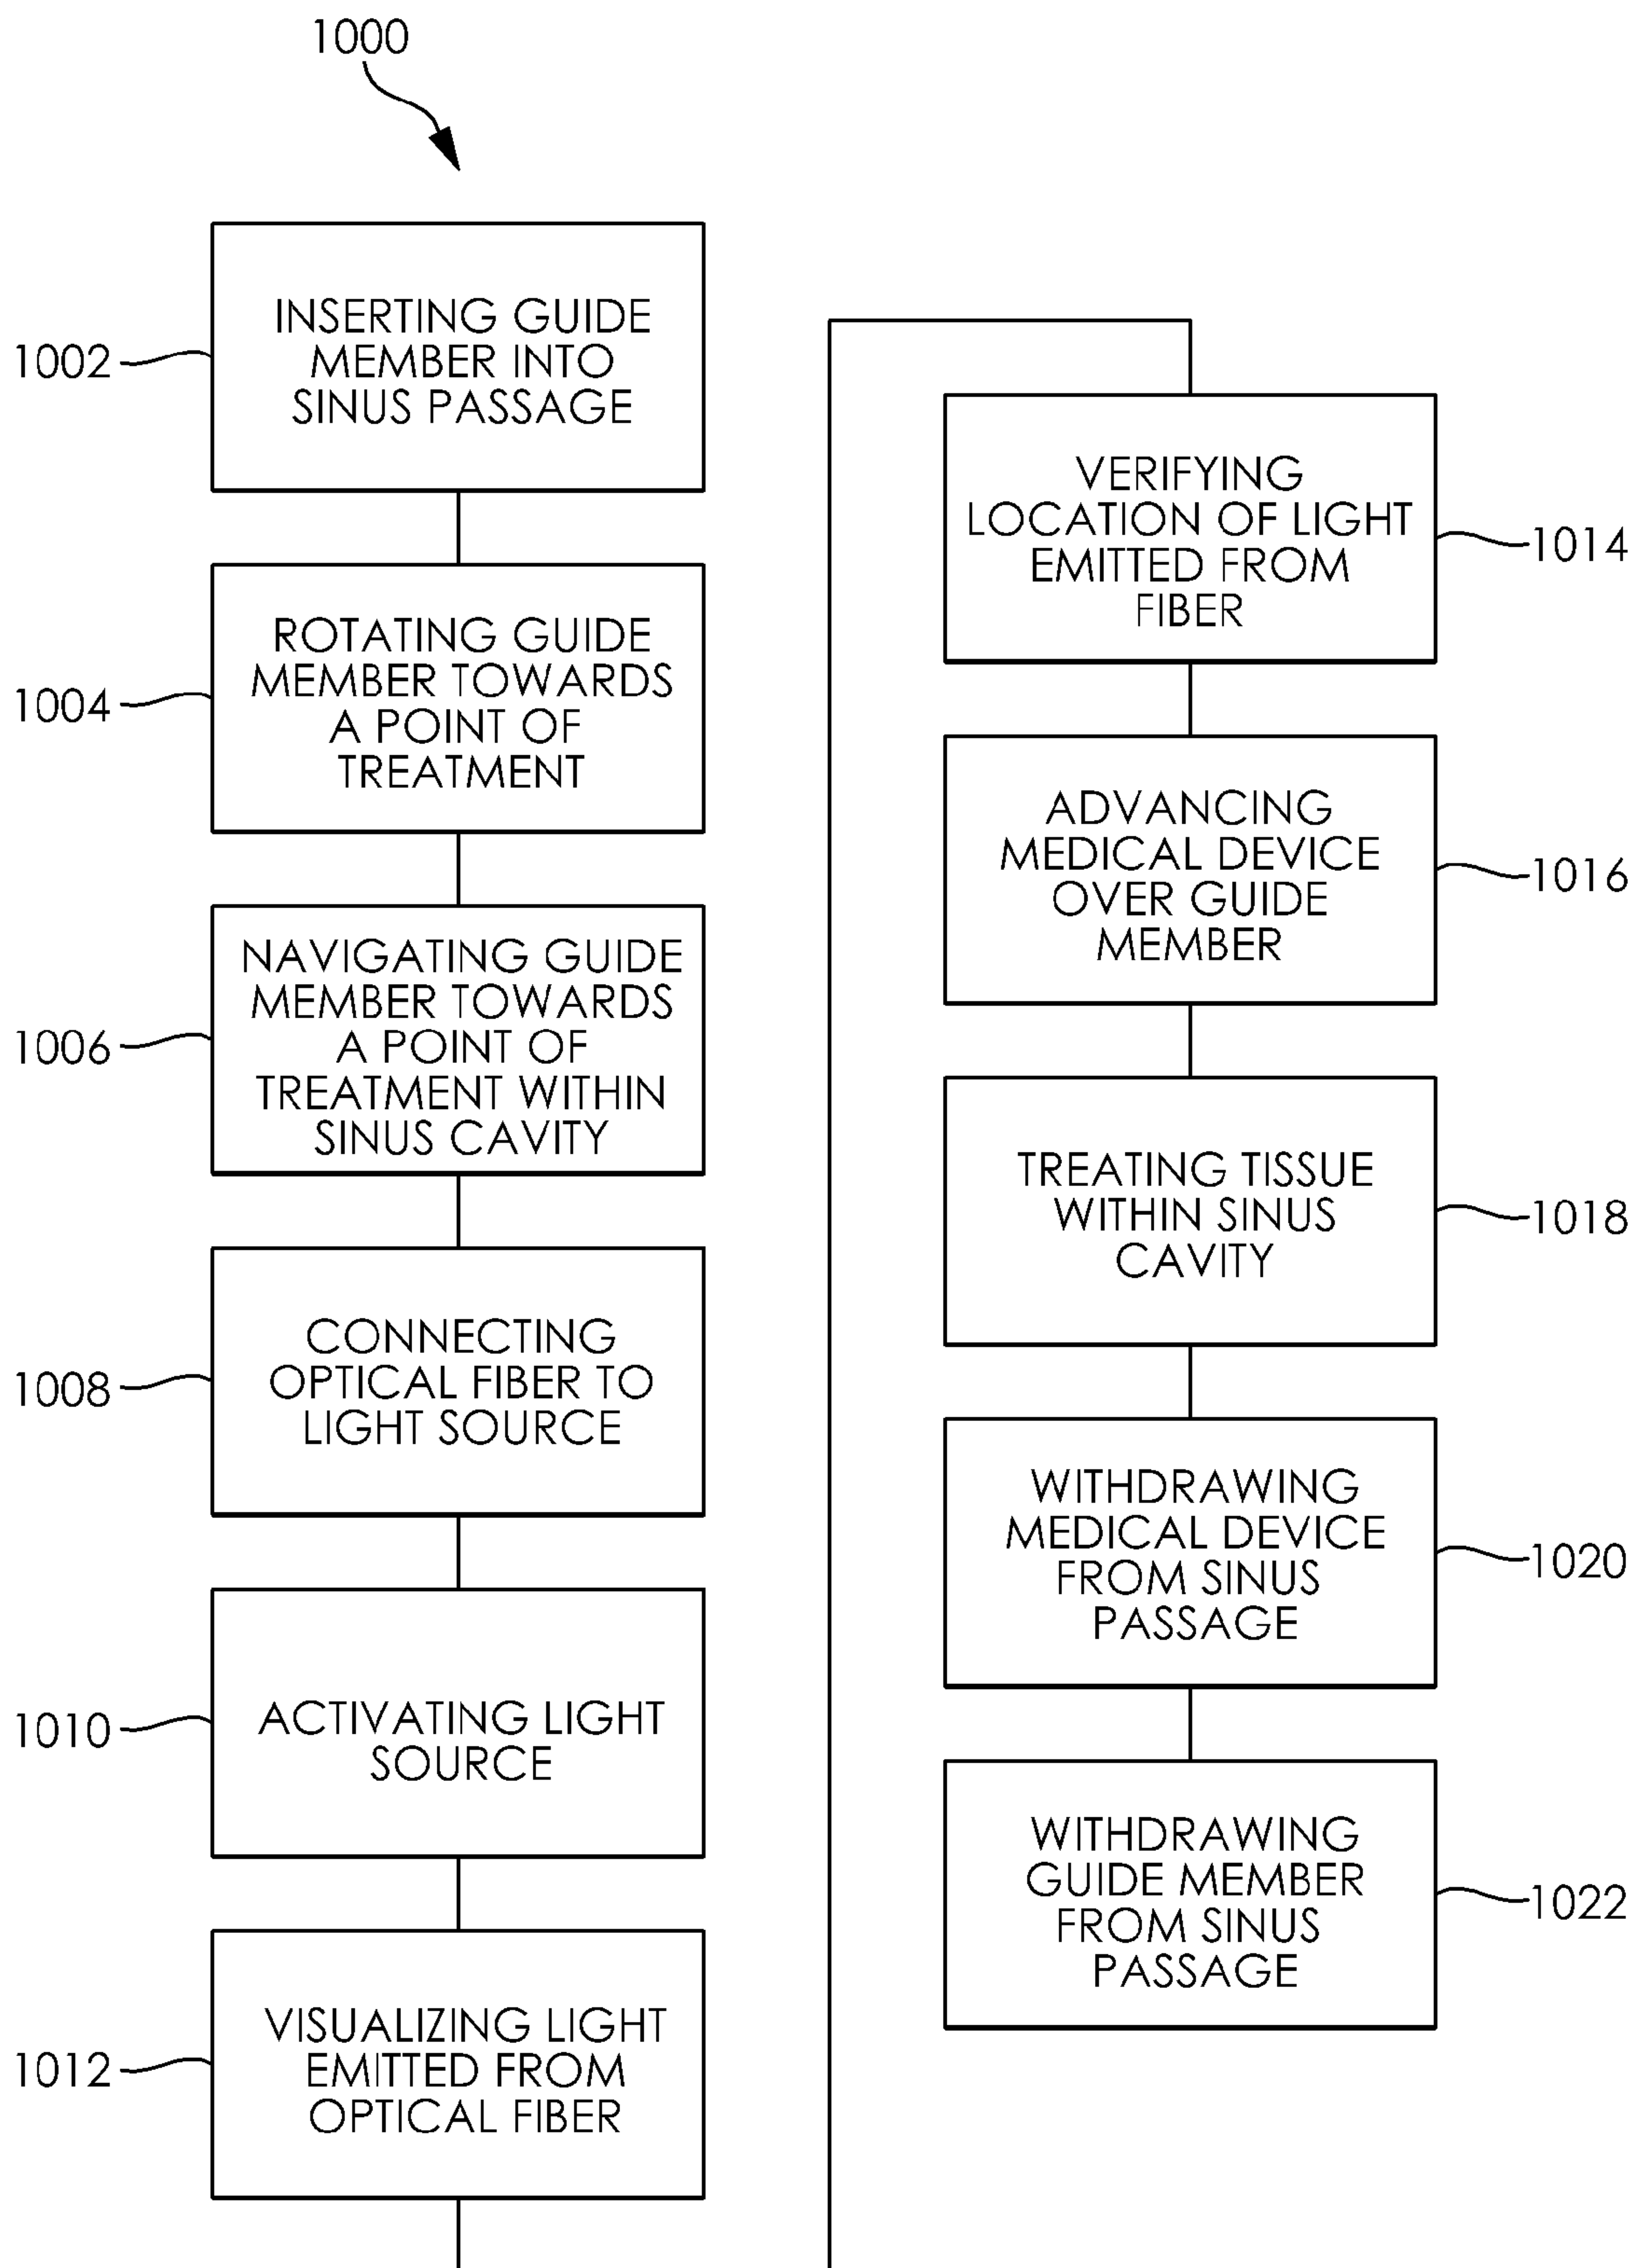 1000
1002
INSERTING GUIDE
MEMBER INTO
SINUS PASSAGE
1004
ROTATING GUIDE
MEMBER TOWARDS
A POINT OF
TREATMENT
1006
NAVIGATING GUIDE
MEMBER TOWARDS
A POINT OF
TREATMENT WITHIN
SINUS CAVITY
1008
CONNECTING
OPTICAL FIBER TO
LIGHT SOURCE
1010
ACTIVATING LIGHT
SOURCE
1012
VISUALIZING LIGHT
EMITTED FROM
OPTICAL FIBER
VERIFYING
LOCATION OF LIGHT
EMITTED FROM
FIBER
1014
ADVANCING
MEDICAL DEVICE
OVER GUIDE
MEMBER
1016
TREATING TISSUE
WITHIN SINUS
CAVITY
1018
WITHDRAWING
MEDICAL DEVICE
FROM SINUS
PASSAGE
1020
WITHDRAWING
GUIDE MEMBER
FROM SINUS
PASSAGE
1022